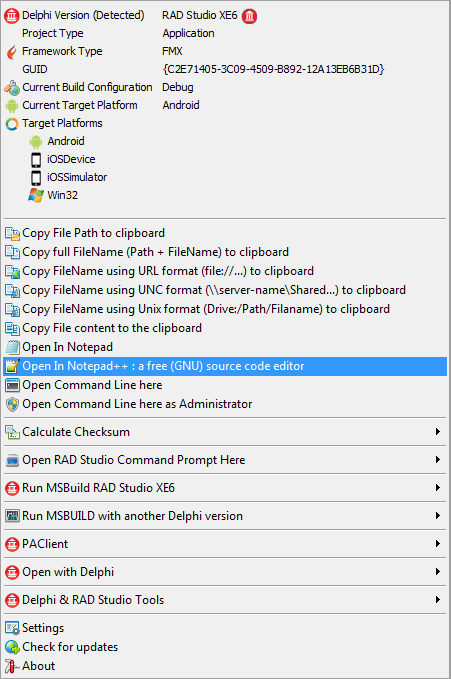 Delphi Version (Detected) RAD Studio XE6
Project Type Application
Framework Type FMX
GUID {C2E71405-3C09-4509-B892-12A13EB6B31D}
Current Build Configuration Debug
Current Target Platform Android
Target Platforms
Android
iOSDevice
iOSSimulator
Win32
Copy File Path to clipboard
Copy full FileName (Path + FileName) to clipboard
Copy FileName using URL format (file://...) to clipboard
Copy FileName using UNC format (\\server-name\Shared...) to clipboard
Copy FileName using Unix format (Drive:/Path/Filaname) to clipboard
Copy File content to the clipboard
Open In Notepad
Open In Notepad++ : a free (GNU) source code editor
Open Command Line here
Open Command Line here as Administrator
Calculate Checksum
Open RAD Studio Command Prompt Here
Run MSBuild RAD Studio XE6
Run MSBUILD with another Delphi version
PAClient
Open with Delphi
Delphi & RAD Studio Tools
Settings
Check for updates
About